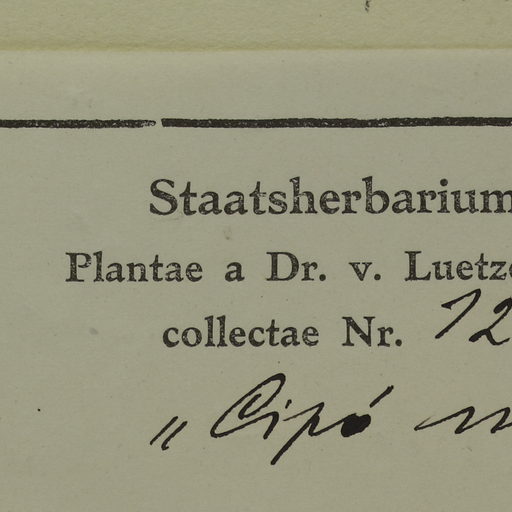 Staatsherbarium
Plantae a Dr. v. Luetz
collectae Nr. 12
„ Cipó